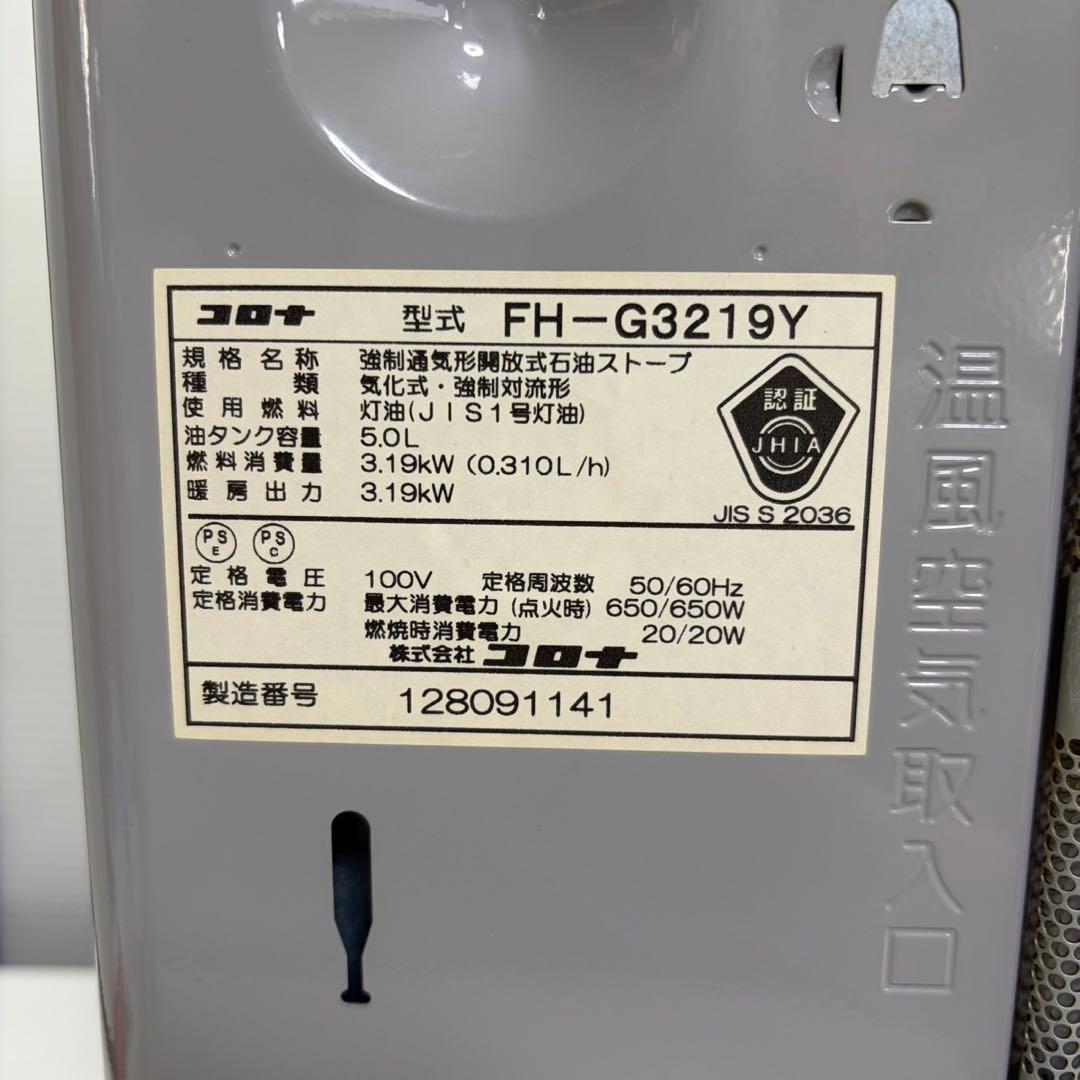 コロナ 型式 FH-G3219Y
規格名称 強制通気形開放式石油ストーブ
種類 気化式・強制対流形
使用燃料 灯油(JIS1号灯油)
油タンク容量 5.0L
燃料消費量 3.19kW (0.310L/h)
暖房出力 3.19kW
認証
JHIA
JIS S 2036
PS E PS C
定格電圧 100V 定格周波数 50/60Hz
定格消費電力 最大消費電力 (点火時) 650/650W
燃焼時消費電力 20/20W
株式会社 コロナ
製造番号 128091141
温風空気取入口